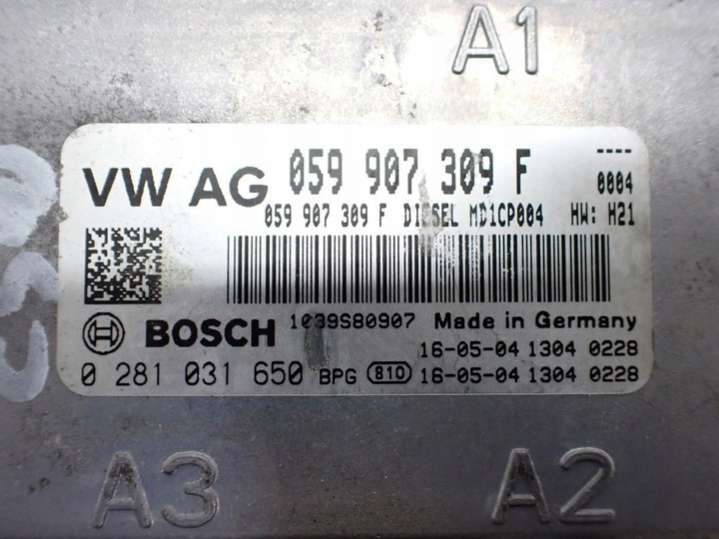 A1
VW AG 059 907 309 F ----
0004
059 907 309 F DIESEL MD1CP004 HW: H21
BOSCH 1039S80907 Made in Germany
16-05-04 1304 0228
0 281 031 650 BPG 810 16-05-04 1304 0228
A3 A2